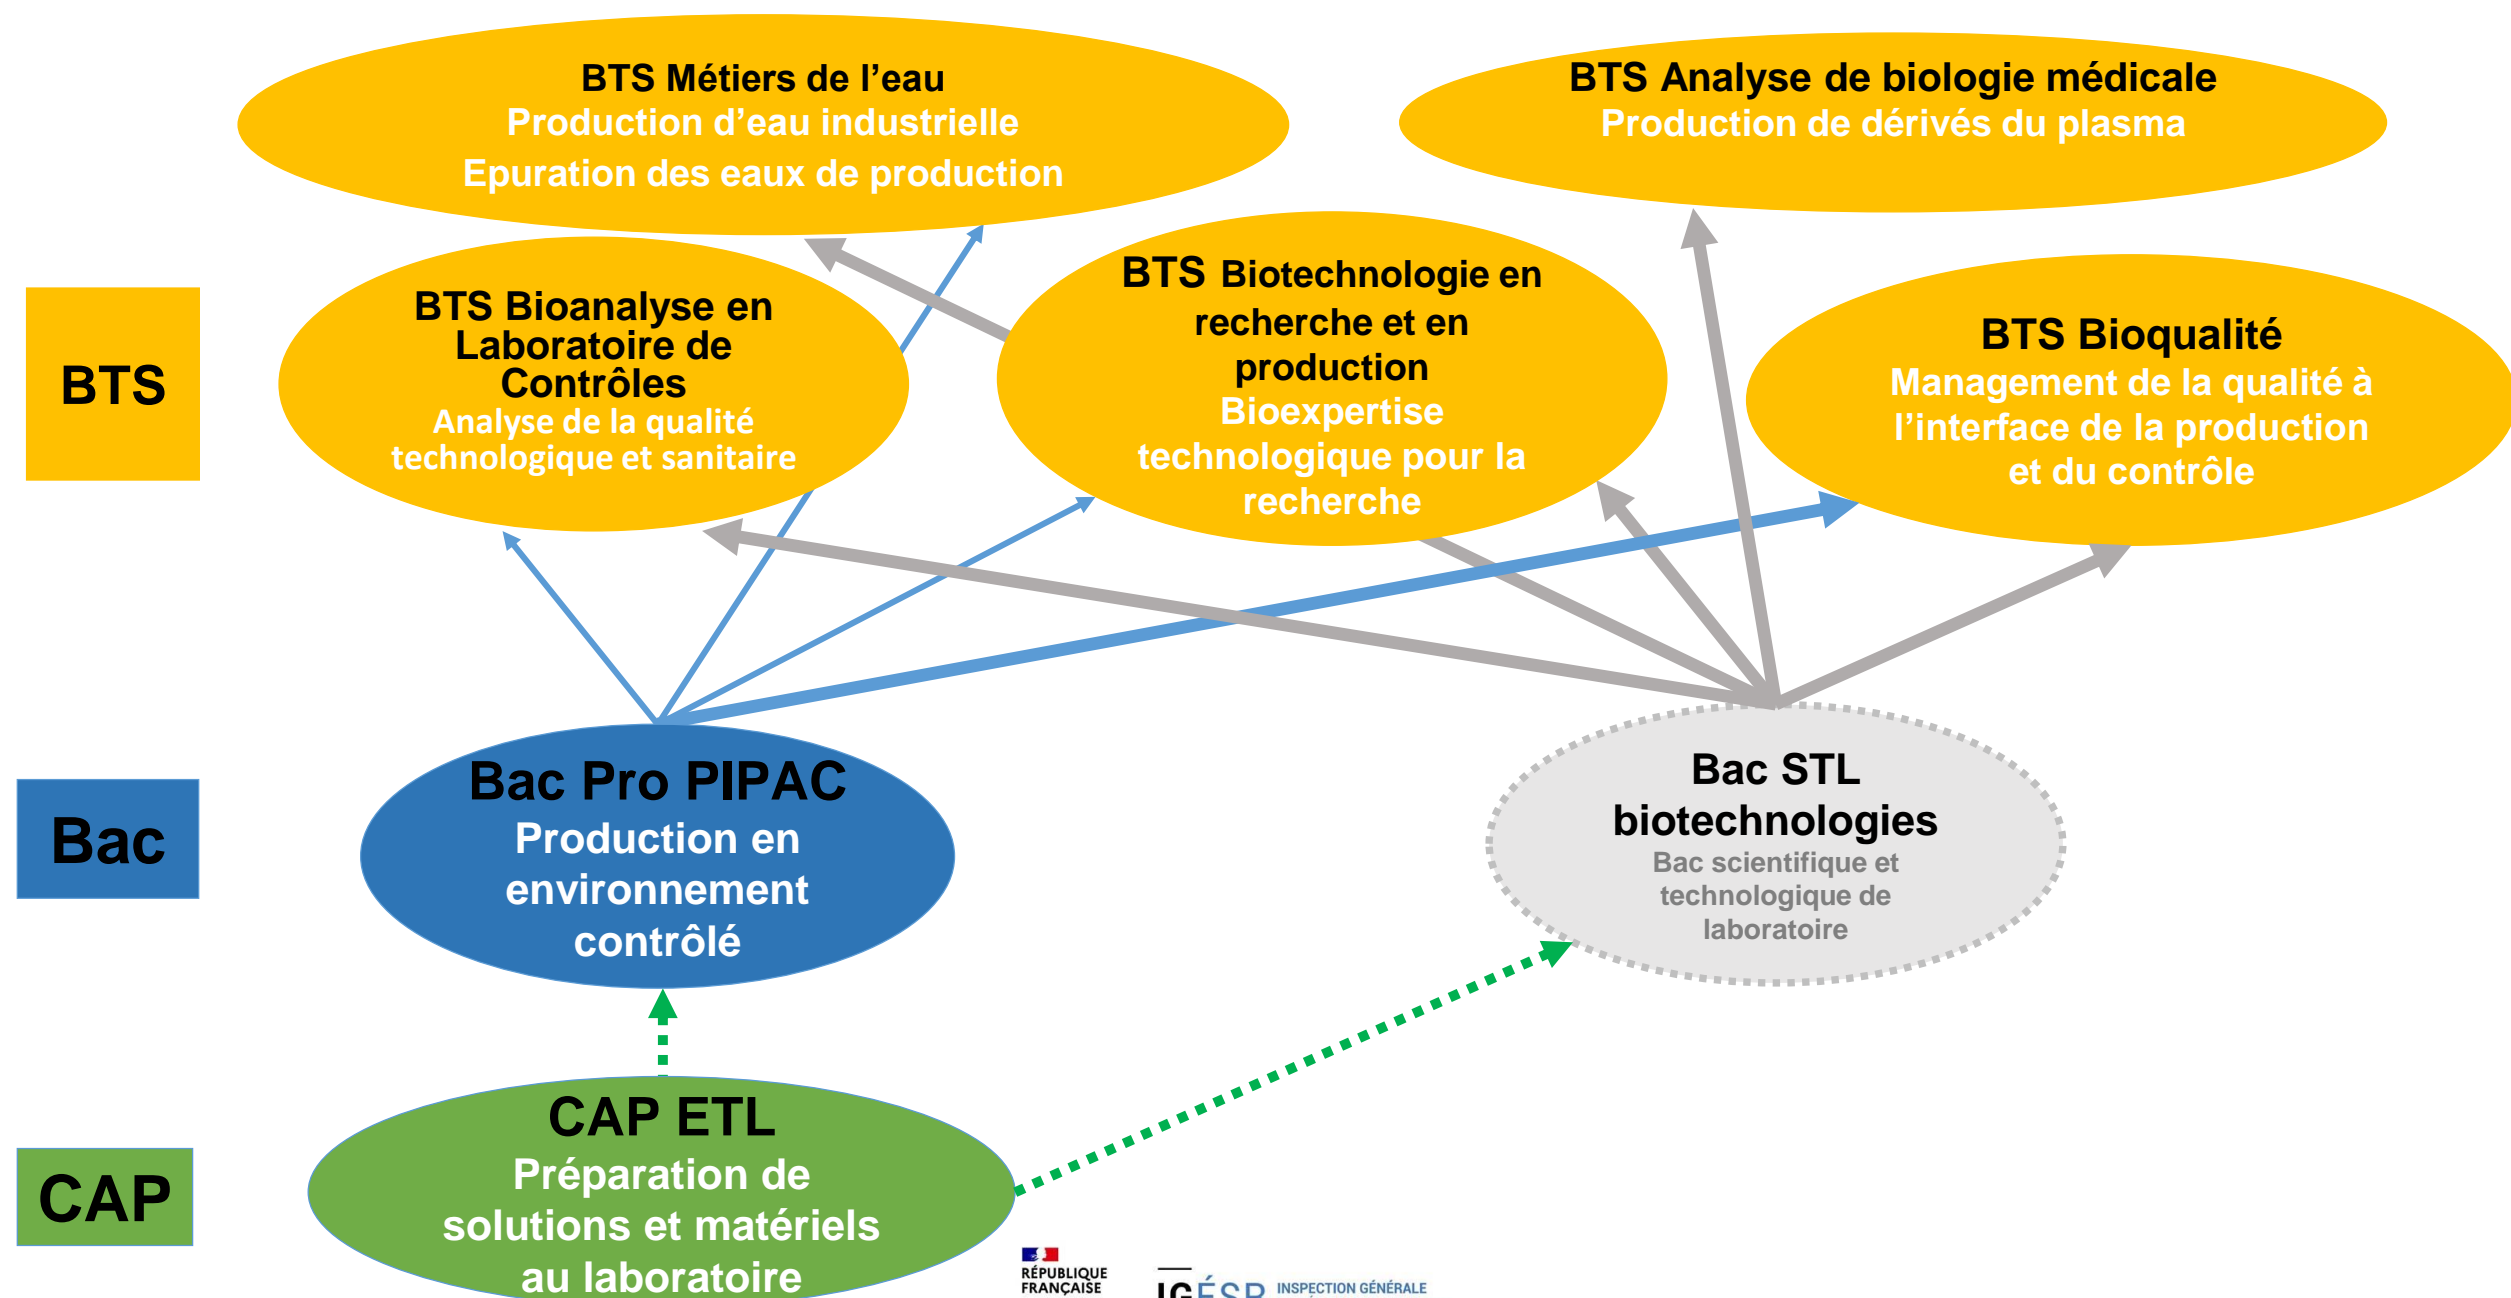 BTS Métiers de l’eau
Production d’eau industrielle
Epuration des eaux de production
BTS Analyse de biologie médicale
Production de dérivés du plasma
BTS
BTS Bioanalyse en
Laboratoire de
Contrôles
Analyse de la qualité
technologique et sanitaire
BTS Biotechnologie en
recherche et en
production
Bioexpertise
technologique pour la
recherche
BTS Bioqualité
Management de la qualité à
l’interface de la production
et du contrôle
Bac
Bac Pro PIPAC
Production en
environnement
contrôlé
Bac STL
biotechnologies
Bac scientifique et
technologique de
laboratoire
CAP
CAP ETL
Préparation de
solutions et matériels
au laboratoire
RÉPUBLIQUE
FRANÇAISE
IGÉSR INSPECTION GÉNÉRALE